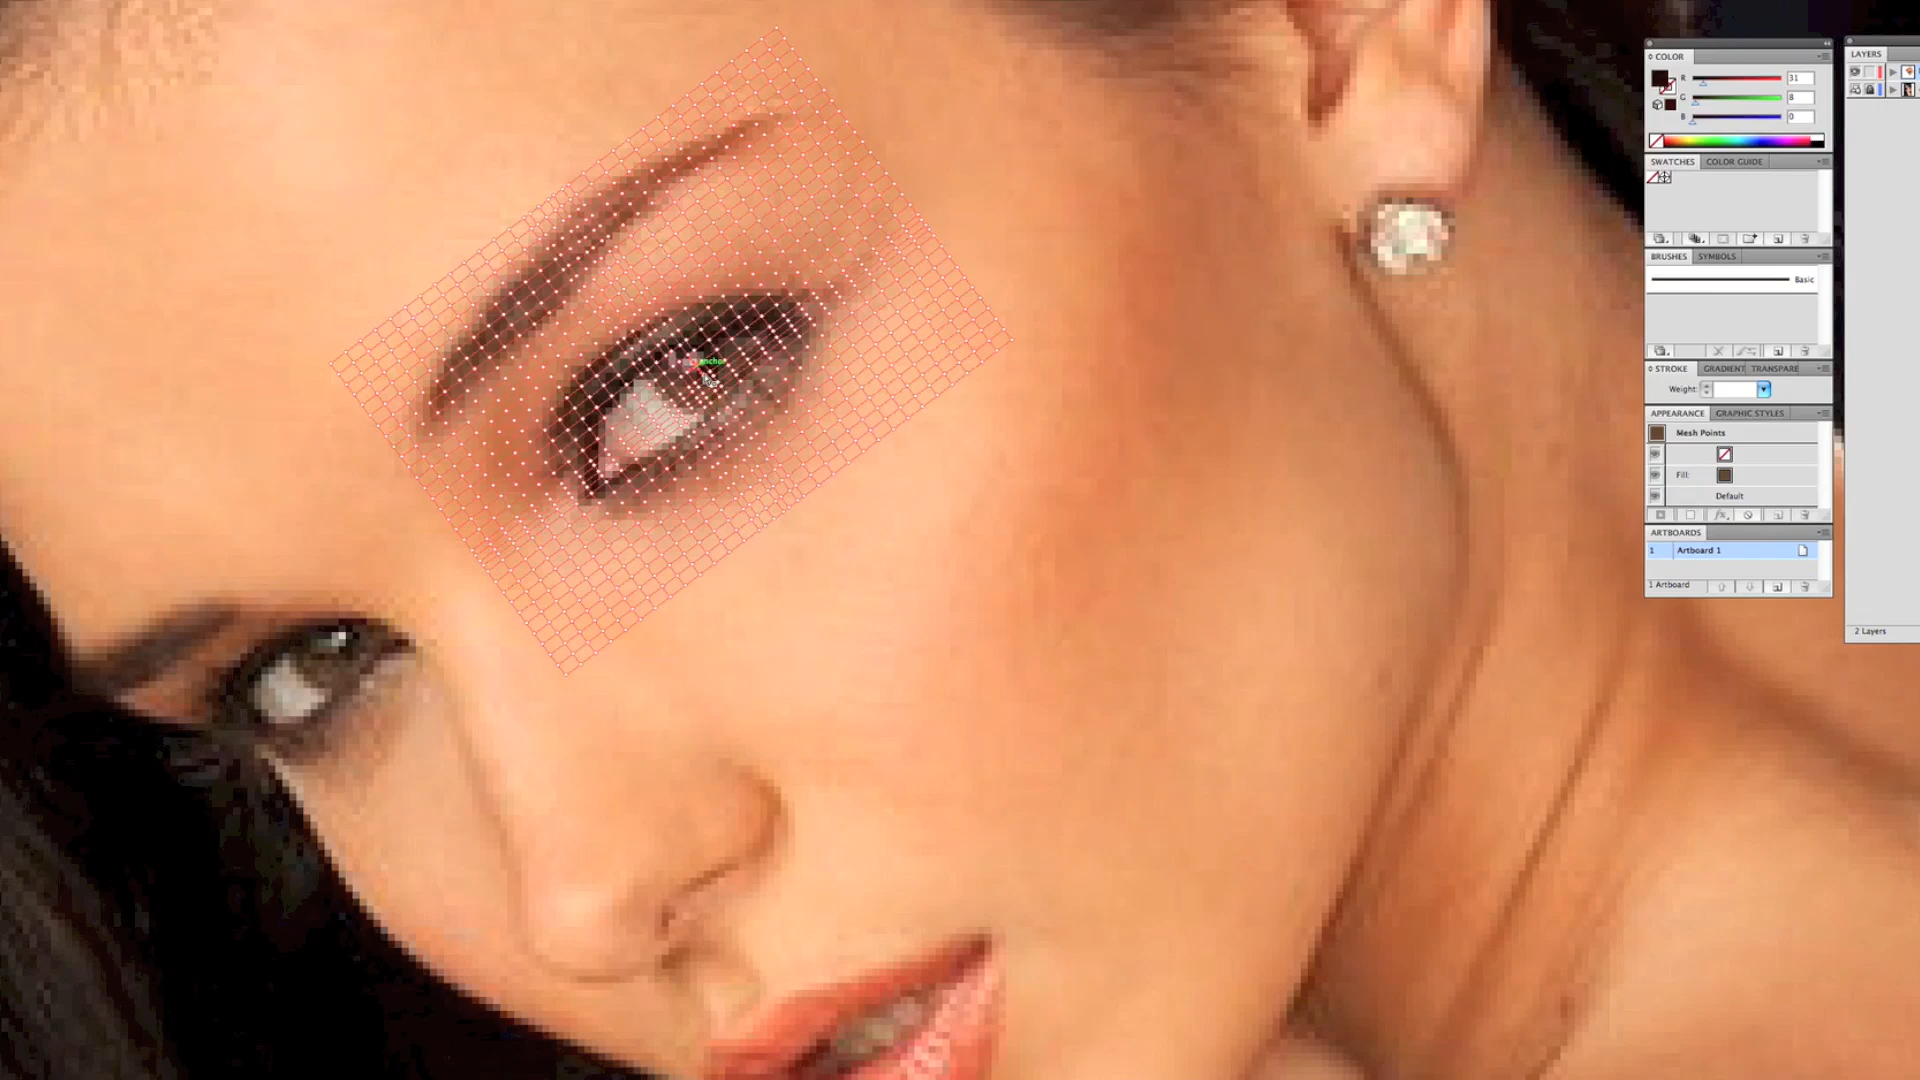 COLOR
R 31
G 8
B 0
SWATCHES COLOR GUIDE
BRUSHES SYMBOLS
Basic
STROKE GRADIENT TRANSPARE
Weight:
APPEARANCE GRAPHIC STYLES
Mesh Points
Fill:
Default
ARTBOARDS
1 Artboard 1
1 Artboard
LAYERS
2 Layers